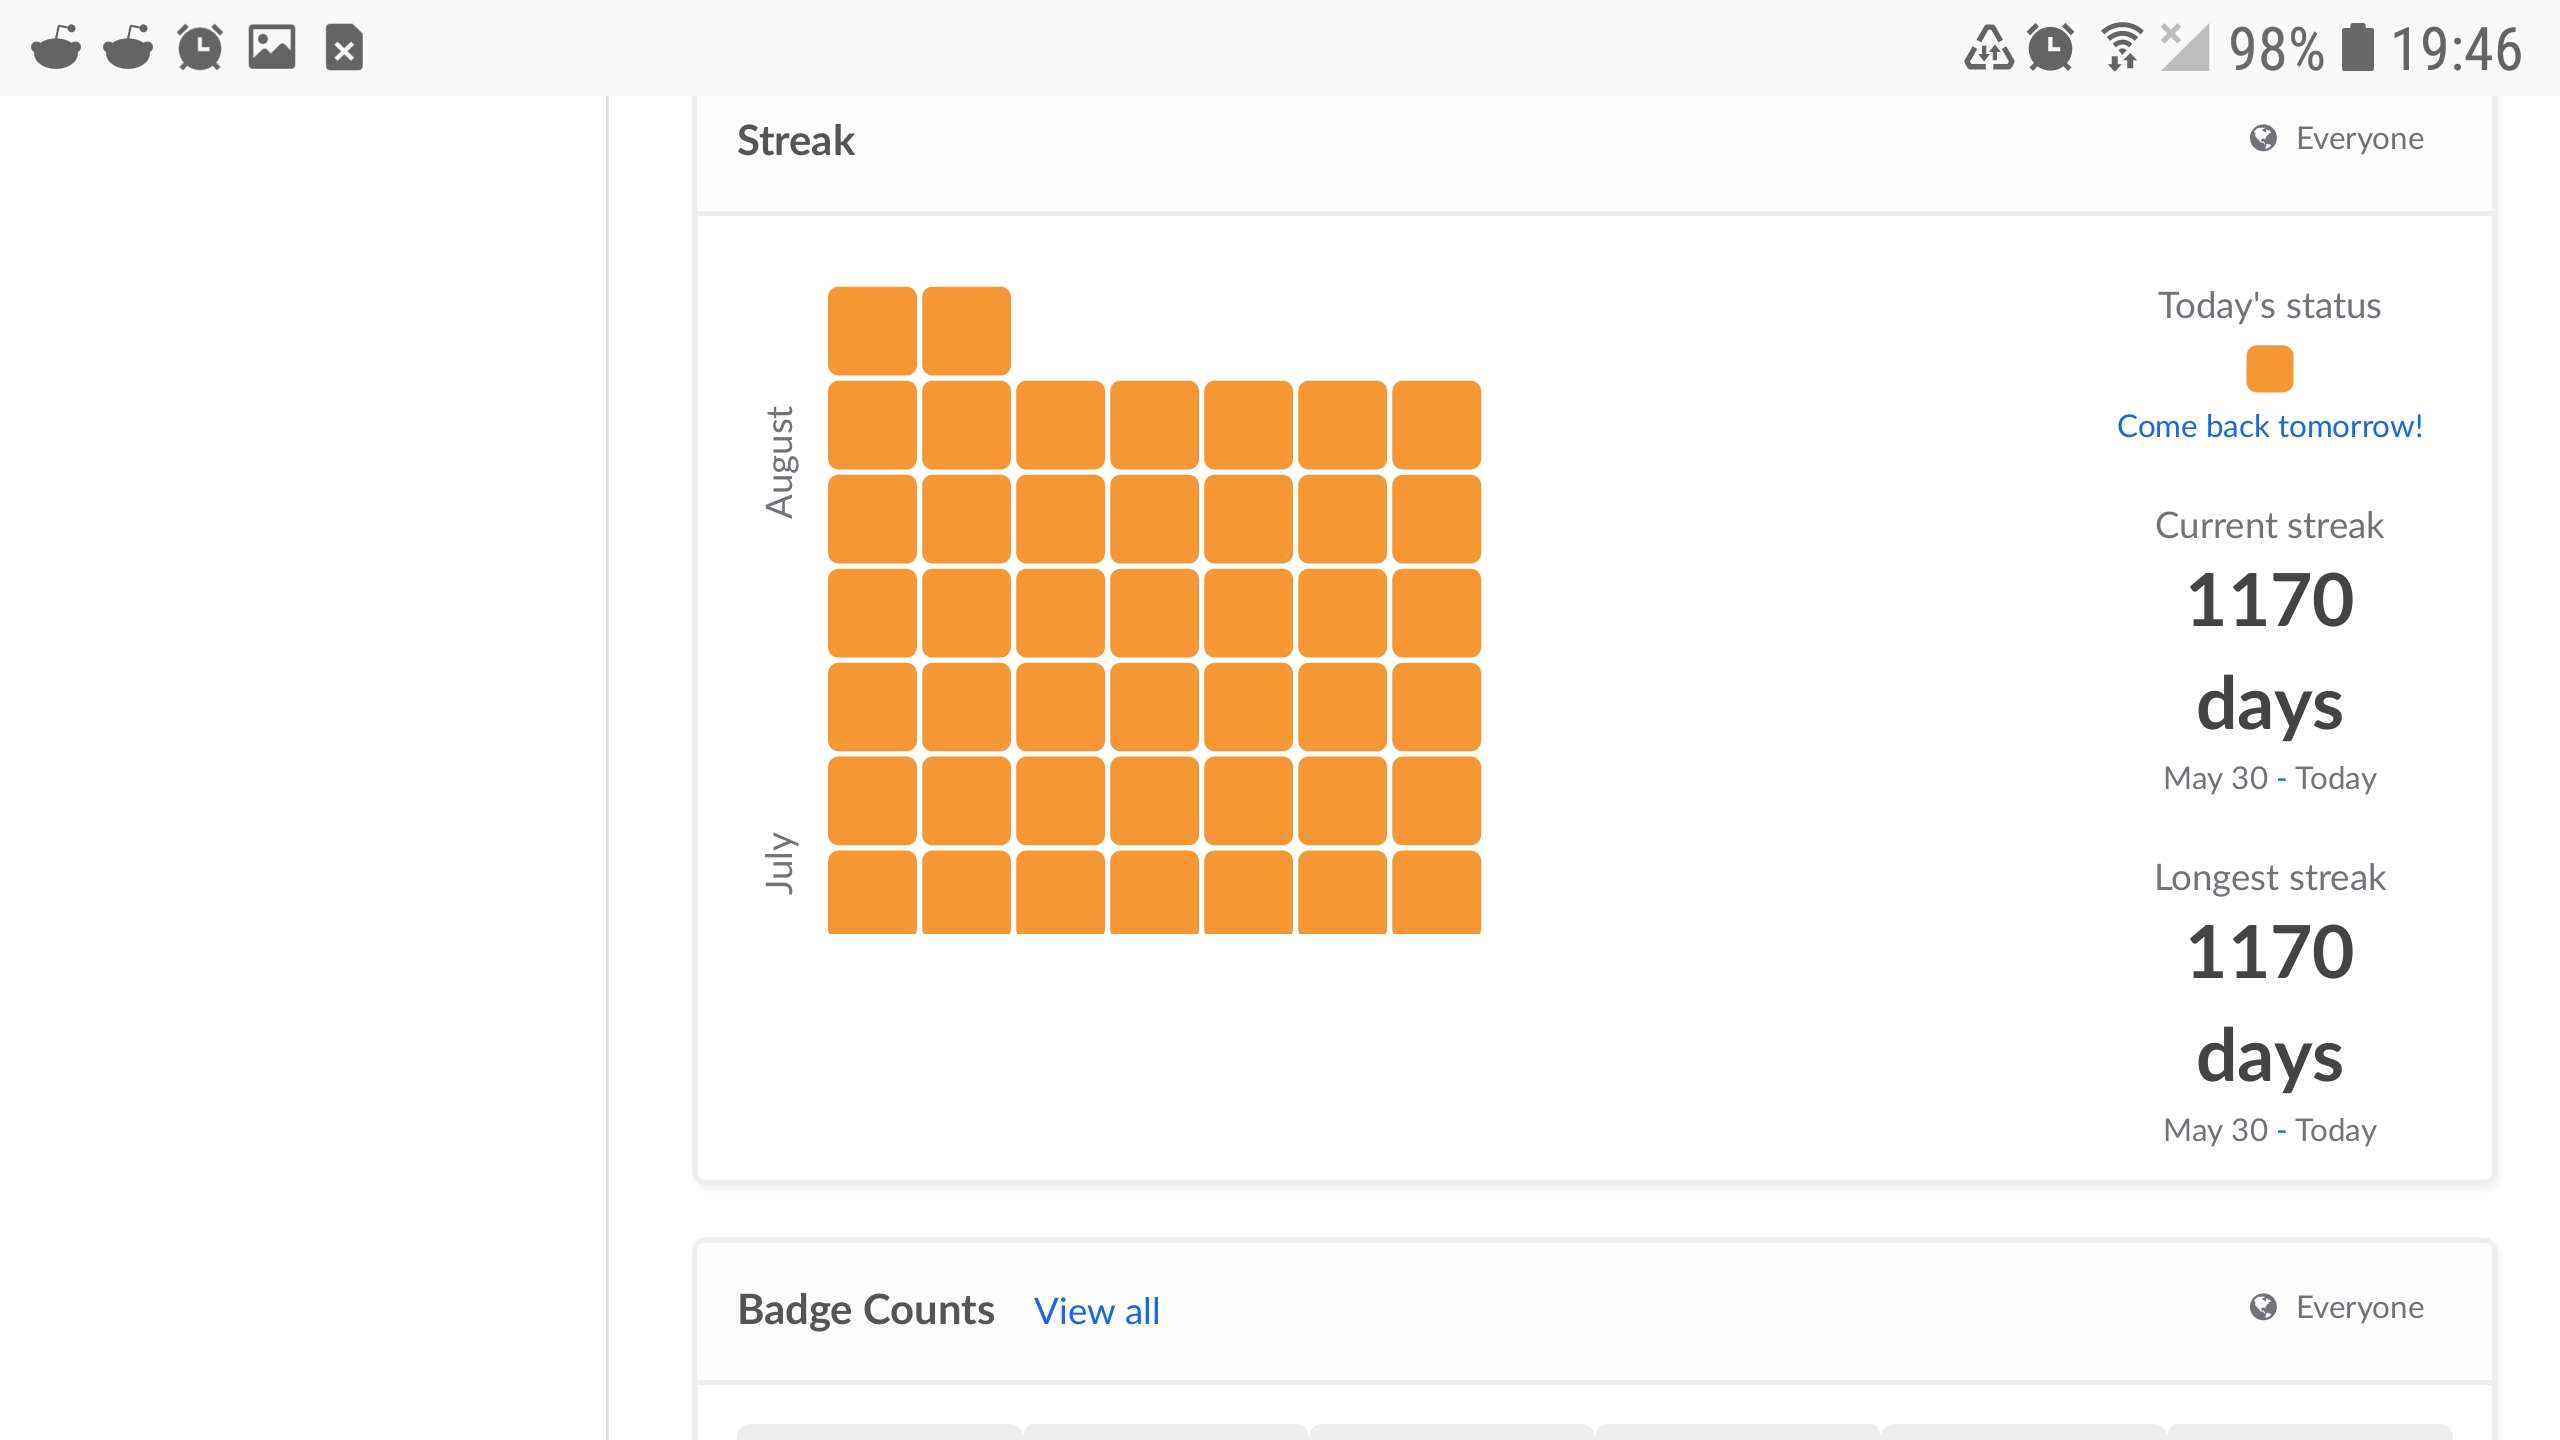 98% 19:46
Streak
Everyone
August
July
Today's status
Come back tomorrow!
Current streak
1170
days
May 30 - Today
Longest streak
1170
days
May 30 - Today
Badge Counts View all
Everyone